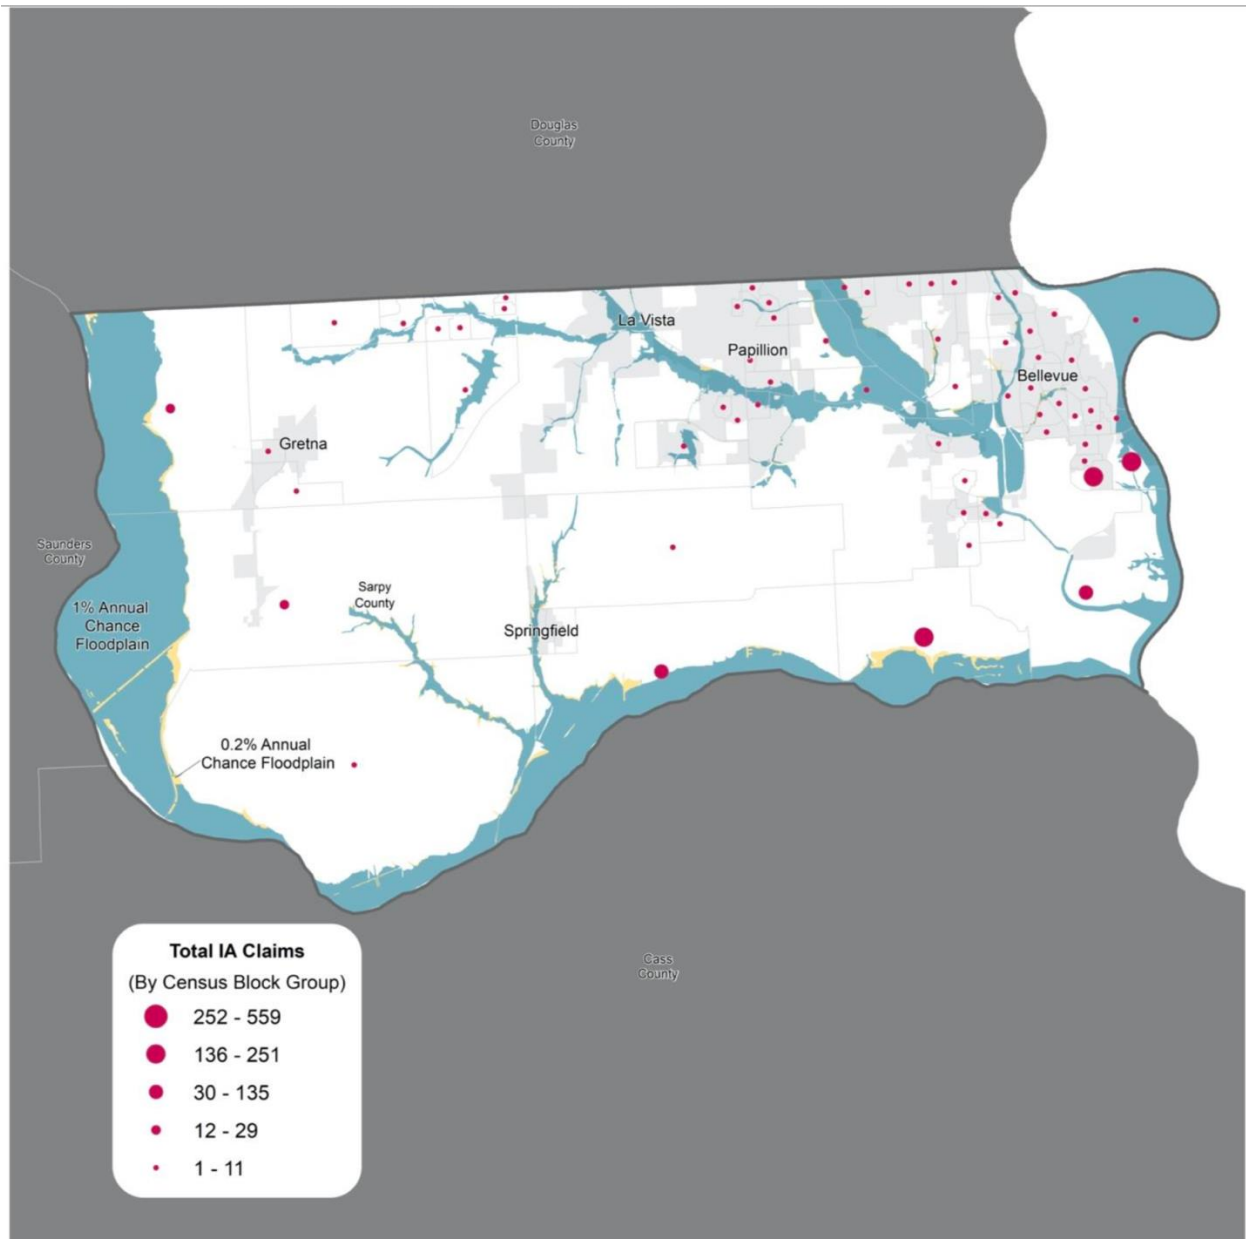 Douglas
County
La Vista
Papillion
Bellevue
Gretna
Saunders
County
Sarpy
County
1% Annual
Chance
Floodplain
Springfield
0.2% Annual
Chance Floodplain
Cass
County
Total IA Claims
(By Census Block Group)
252 - 559
136 - 251
30 - 135
12 - 29
1 - 11